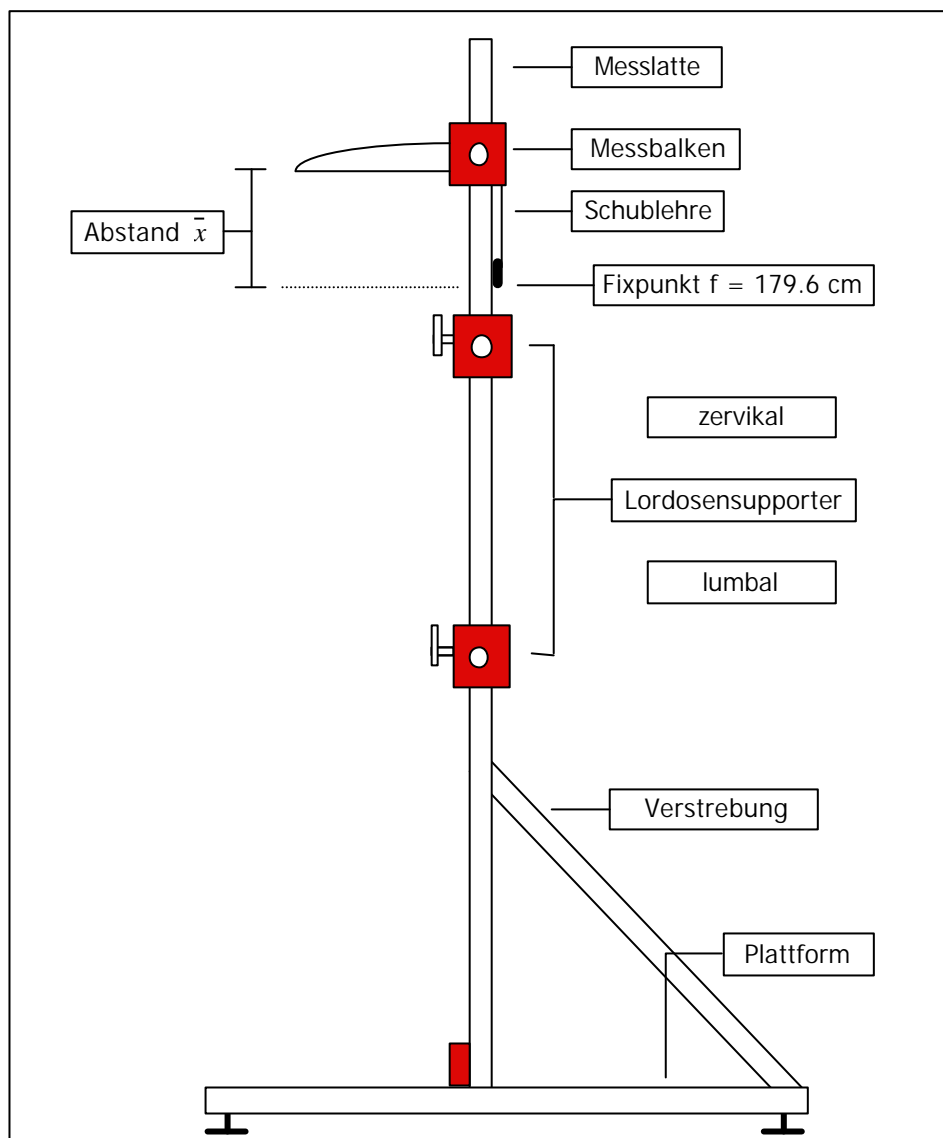 Messlatte
Messbalken
Schublehre
Abstand x̄
Fixpunkt f = 179.6 cm
zervikal
Lordosensupporter
lumbal
Verstrebung
Plattform